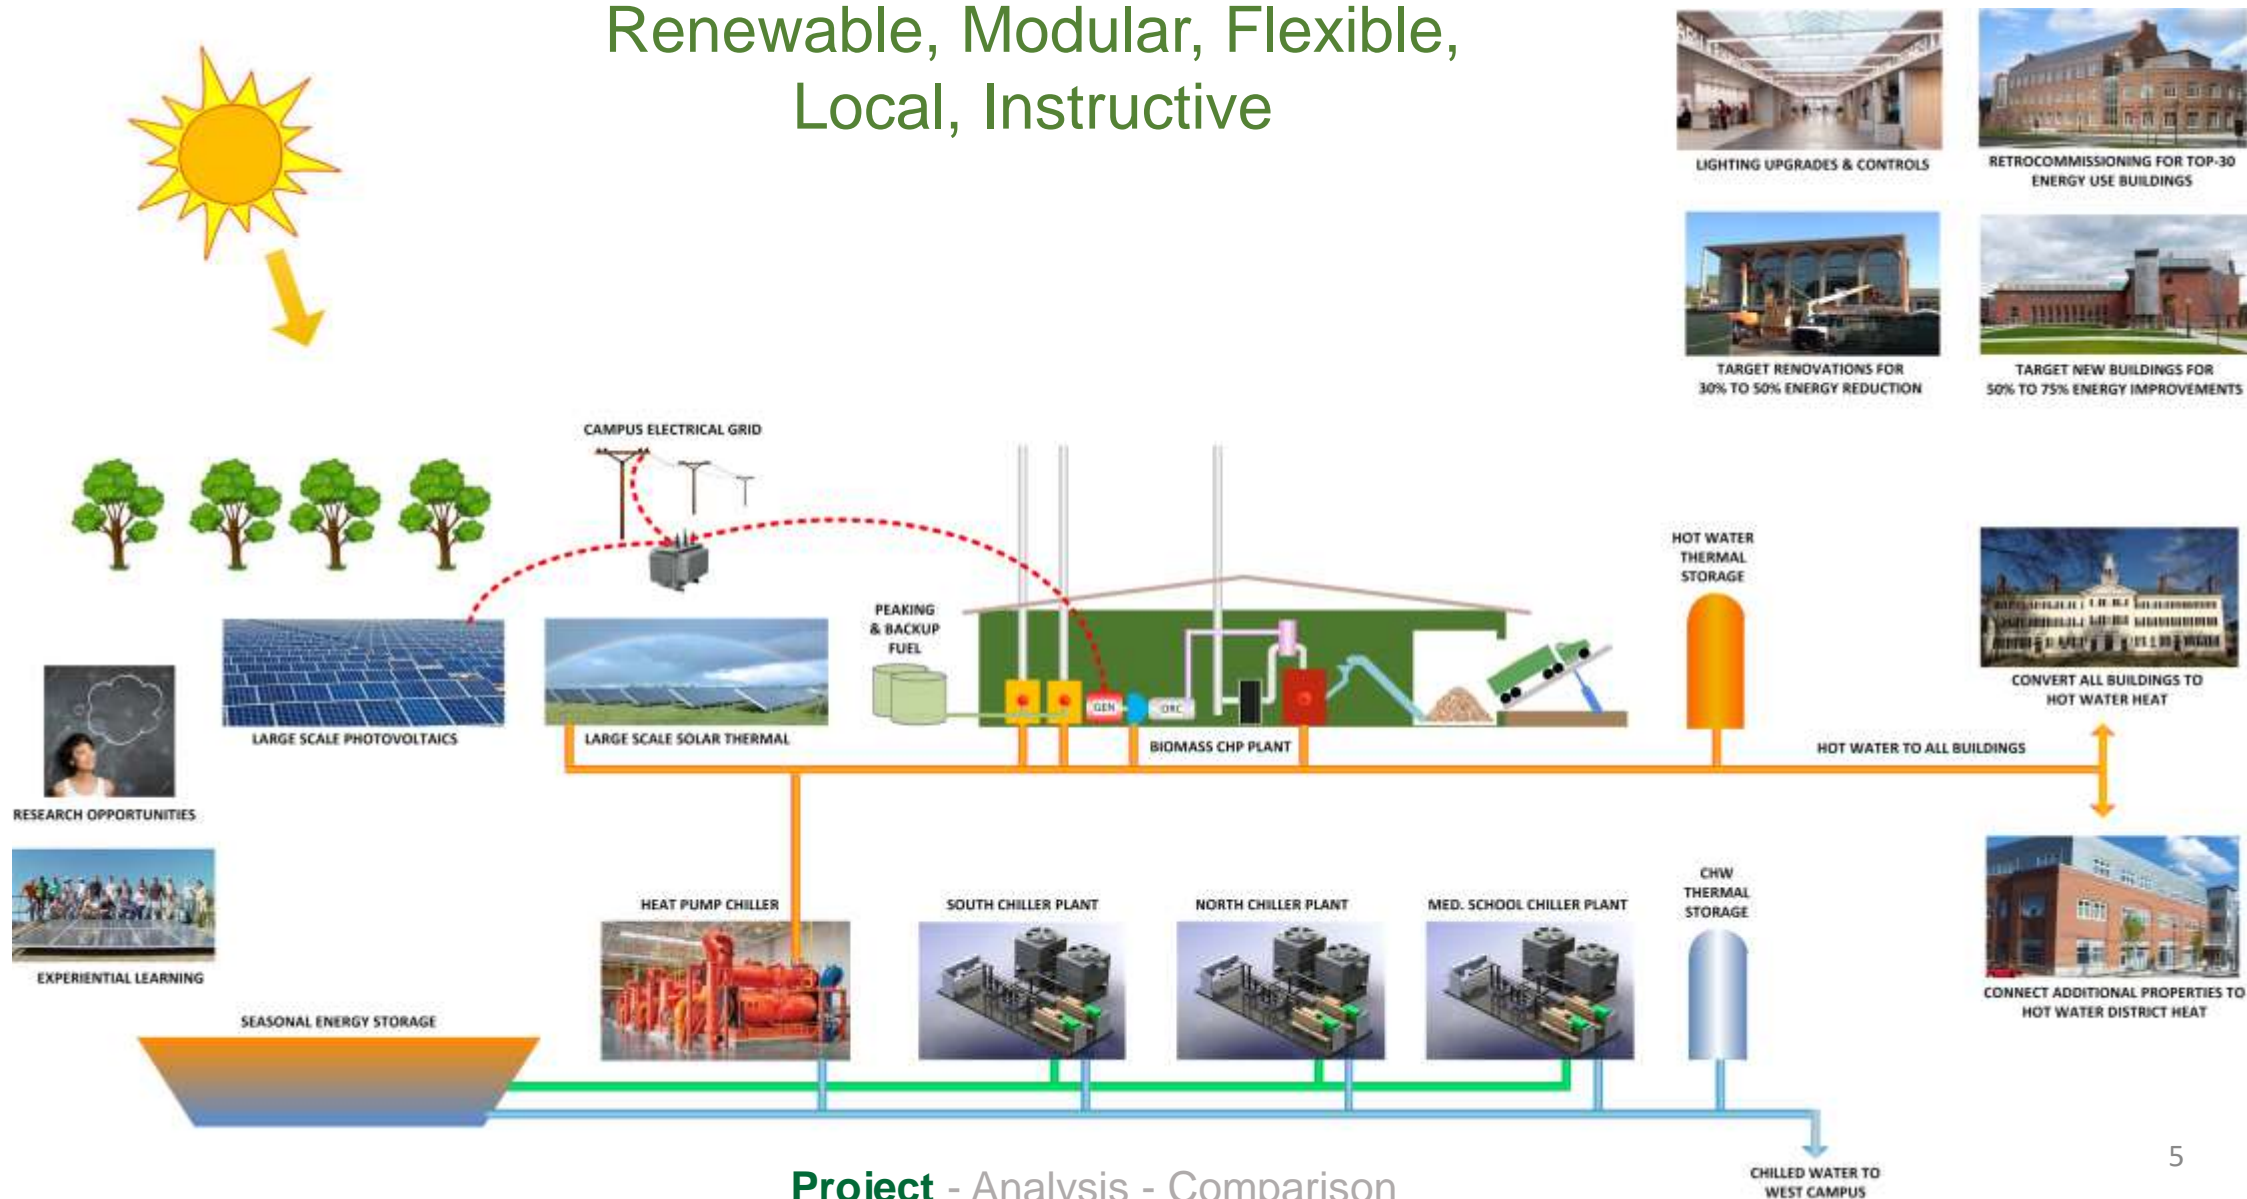 Renewable, Modular, Flexible,
Local, Instructive
LIGHTING UPGRADES & CONTROLS
RETROCOMMISSIONING FOR TOP-30
ENERGY USE BUILDINGS
TARGET RENOVATIONS FOR
30% TO 50% ENERGY REDUCTION
TARGET NEW BUILDINGS FOR
50% TO 75% ENERGY IMPROVEMENTS
CAMPUS ELECTRICAL GRID
PEAKING
& BACKUP
FUEL
HOT WATER
THERMAL
STORAGE
GEN
ORC
LARGE SCALE PHOTOVOLTAICS
LARGE SCALE SOLAR THERMAL
BIOMASS CHP PLANT
CONVERT ALL BUILDINGS TO
HOT WATER HEAT
HOT WATER TO ALL BUILDINGS
RESEARCH OPPORTUNITIES
EXPERIENTIAL LEARNING
HEAT PUMP CHILLER
SOUTH CHILLER PLANT
NORTH CHILLER PLANT
MED. SCHOOL CHILLER PLANT
CHW
THERMAL
STORAGE
CONNECT ADDITIONAL PROPERTIES TO
HOT WATER DISTRICT HEAT
SEASONAL ENERGY STORAGE
CHILLED WATER TO
WEST CAMPUS
Project - Analysis - Comparison
5